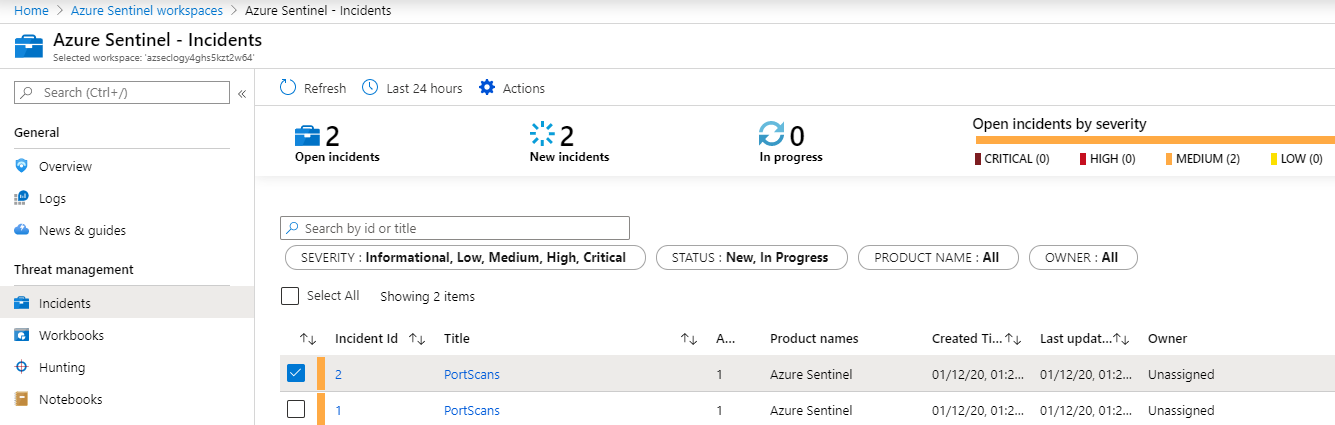 Home > Azure Sentinel workspaces > Azure Sentinel - Incidents
Azure Sentinel - Incidents
Selected workspace: 'azseclogy4ghs5kzt2w64'
Search (Ctrl+/) «
Refresh Last 24 hours Actions
General
Overview
Logs
News & guides
Threat management
Incidents
Workbooks
Hunting
Notebooks
2 Open incidents
2 New incidents
0 In progress
Open incidents by severity
CRITICAL (0) HIGH (0) MEDIUM (2) LOW (0)
Search by id or title
SEVERITY : Informational, Low, Medium, High, Critical STATUS : New, In Progress PRODUCT NAME : All OWNER : All
Select All Showing 2 items
Incident Id Title A... Product names Created Ti... Last updat... Owner
2 PortScans 1 Azure Sentinel 01/12/20, 01:2... 01/12/20, 01:2... Unassigned
1 PortScans 1 Azure Sentinel 01/12/20, 01:2... 01/12/20, 01:2... Unassigned